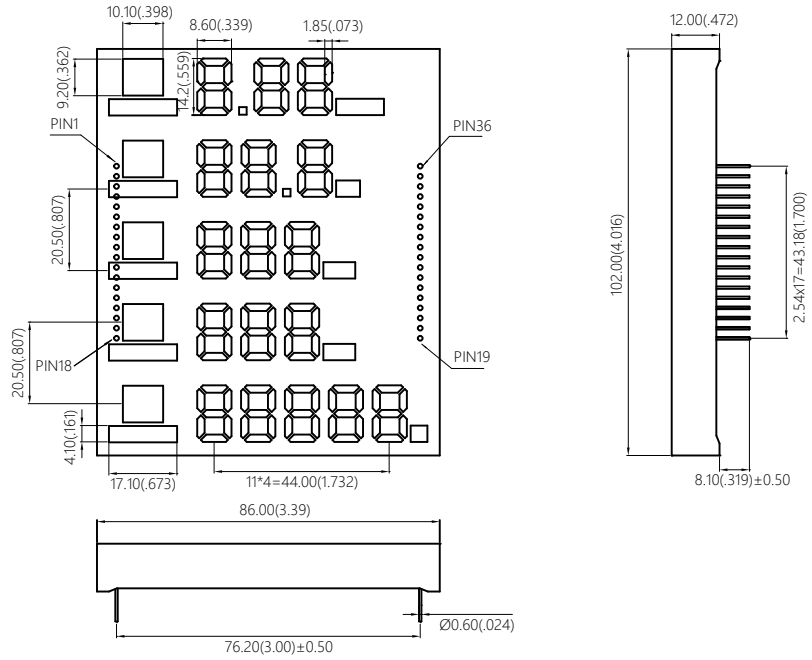 10.10(.398)
8.60(.339)
1.85(.073)
12.00(.472)
9.20(.362)
14.2(.559)
PIN1
PIN36
20.50(.807)
102.00(4.016)
2.54x17=43.18(1.700)
20.50(.807)
PIN18
PIN19
4.10(.161)
17.10(.673)
11*4=44.00(1.732)
8.10(.319)±0.50
86.00(3.39)
Ø0.60(.024)
76.20(3.00)±0.50